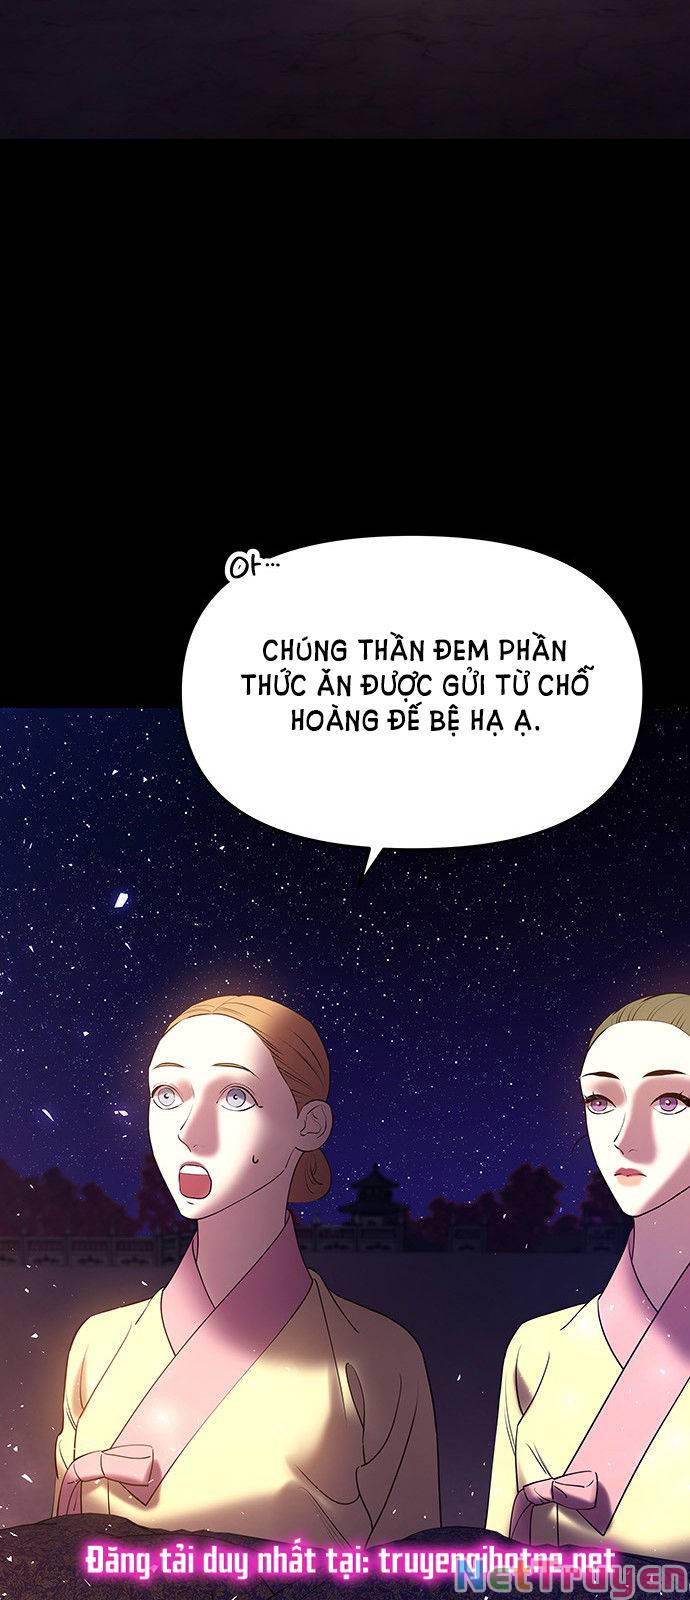 아…
CHÚNG THẦN ĐEM PHẦN
THỨC ĂN ĐƯỢC GỬI TỪ CHỖ
HOÀNG ĐẾ BỆ HẠ Ạ.
Đăng tải duy nhất tại: truyengihotne.net
NetTruyen